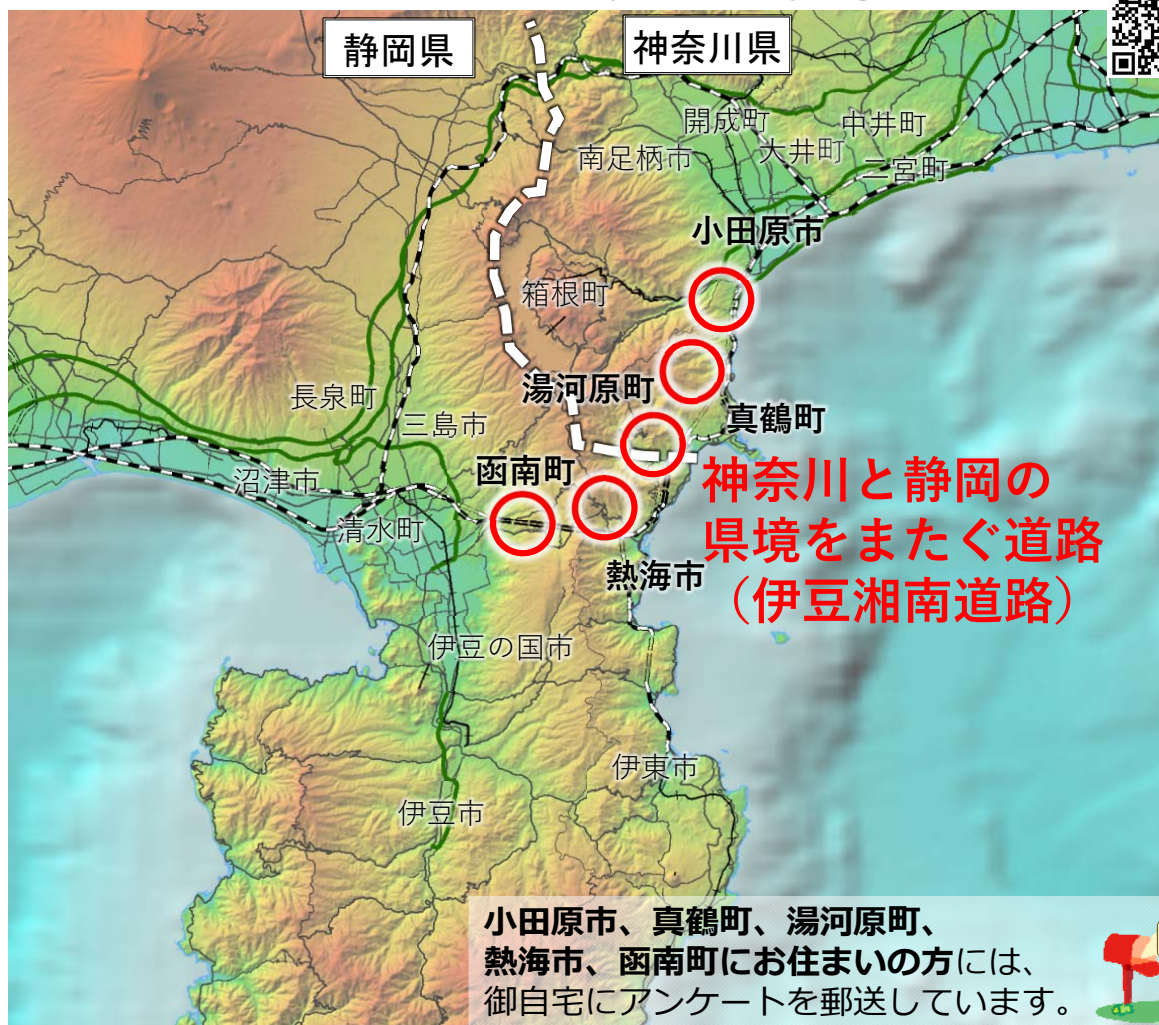 静岡県
神奈川県
開成町
中井町
南足柄市
大井町
二宮町
小田原市
箱根町
湯河原町
長泉町
真鶴町
三島市
函南町
沼津市
清水町
神奈川と静岡の
県境をまたぐ道路
（伊豆湘南道路）
熱海市
伊豆の国市
伊東市
伊豆市
小田原市、真鶴町、湯河原町、
熱海市、函南町にお住まいの方には、
御自宅にアンケートを郵送しています。